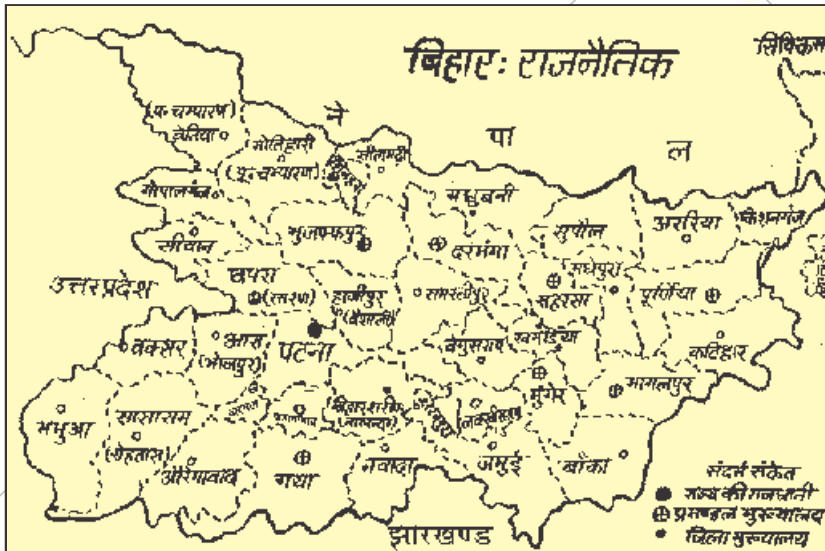 बिहार: राजनैतिक
ने
पा
ल
(प. चम्पारण)
बेतिया
मोतिहारी
(पू. चम्पारण)
सीतामढ़ी
गोपालगंज
मधुबनी
सीवान
मुजफ्फरपुर
दरभंगा
सुपौल
अररिया
किशनगंज
उत्तरप्रदेश
छपरा
(सारण)
हाजीपुर
(वैशाली)
समस्तीपुर
सहरसा
मधेपुरा
पूर्णिया
बक्सर
आरा
(भोजपुर)
पटना
बेगुसराय
खगड़िया
कटिहार
भभुआ
सासाराम
(रोहतास)
बिहारशरीफ
(नालन्दा)
लक्खीसराय
मुंगेर
भागलपुर
औरंगाबाद
गया
नवादा
जमुई
बाँका
झारखण्ड
संदर्भ संकेत
राज्य की राजधानी
प्रमण्डल मुख्यालय
जिला मुख्यालय